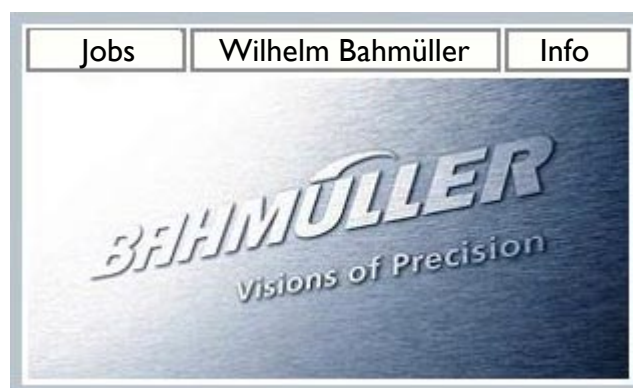 Jobs
Wilhelm Bahmüller
Info
BAHMÜLLER
Visions of Precision